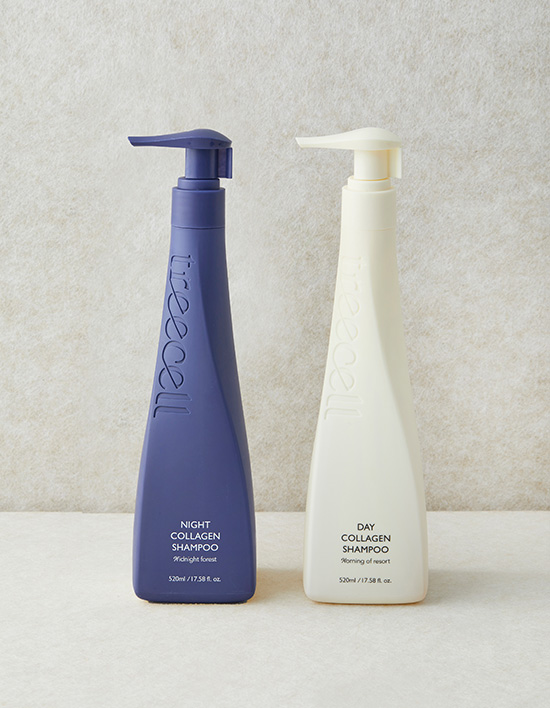 treecell
NIGHT
COLLAGEN
SHAMPOO
Midnight forest
520ml / 17.58 fl. oz.
treecell
DAY
COLLAGEN
SHAMPOO
Morning of resort
520ml / 17.58 fl. oz.